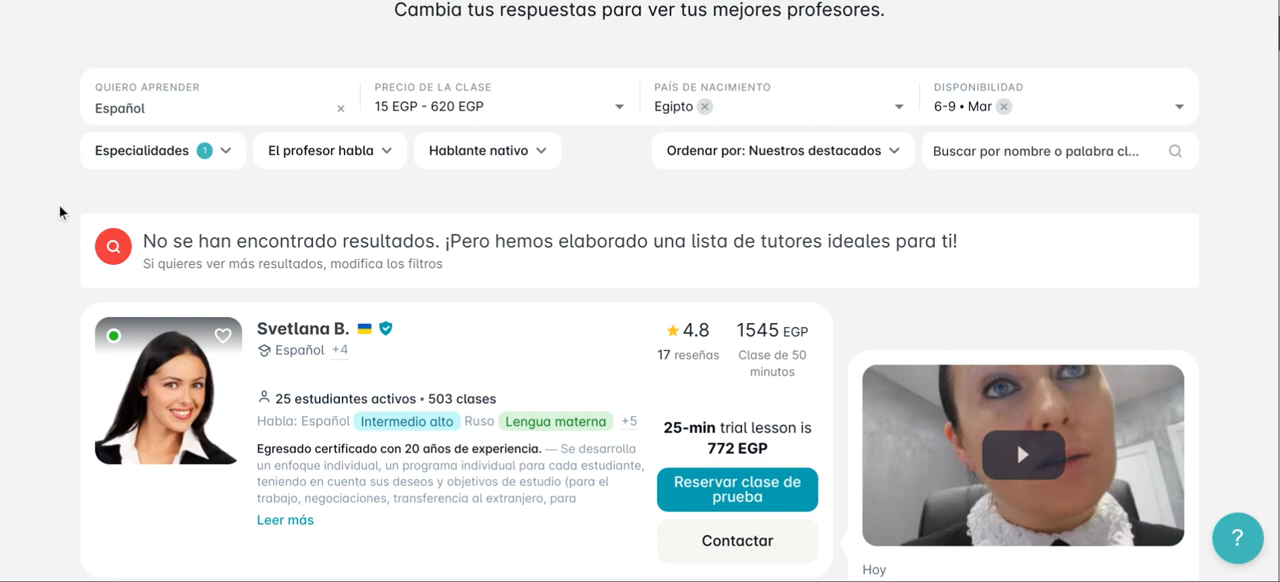 Cambia tus respuestas para ver tus mejores profesores.
QUIERO APRENDER
Español
×
PRECIO DE LA CLASE
15 EGP - 620 EGP
PAÍS DE NACIMIENTO
Egipto ×
DISPONIBILIDAD
6-9 • Mar ×
Especialidades 1
El profesor habla
Hablante nativo
Ordenar por: Nuestros destacados
Buscar por nombre o palabra cl...
No se han encontrado resultados. ¡Pero hemos elaborado una lista de tutores ideales para ti!
Si quieres ver más resultados, modifica los filtros
Svetlana B.
Español +4
25 estudiantes activos • 503 clases
Habla: Español Intermedio alto Ruso Lengua materna +5
Egresado certificado con 20 años de experiencia. — Se desarrolla
un enfoque individual, un programa individual para cada estudiante,
teniendo en cuenta sus deseos y objetivos de estudio (para el
trabajo, negociaciones, transferencia al extranjero, para
Leer más
4.8
17 reseñas
1545 EGP
Clase de 50
minutos
25-min trial lesson is
772 EGP
Reservar clase de
prueba
Contactar
Hoy
?